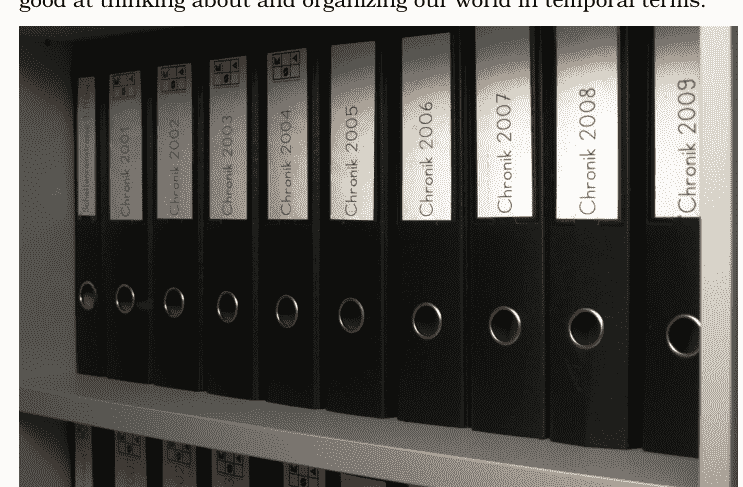 good at thinking about and organizing our world in temporal terms.
Chronik 2001
Chronik 2002
Chronik 2003
Chronik 2004
Chronik 2005
Chronik 2006
Chronik 2007
Chronik 2008
Chronik 2009